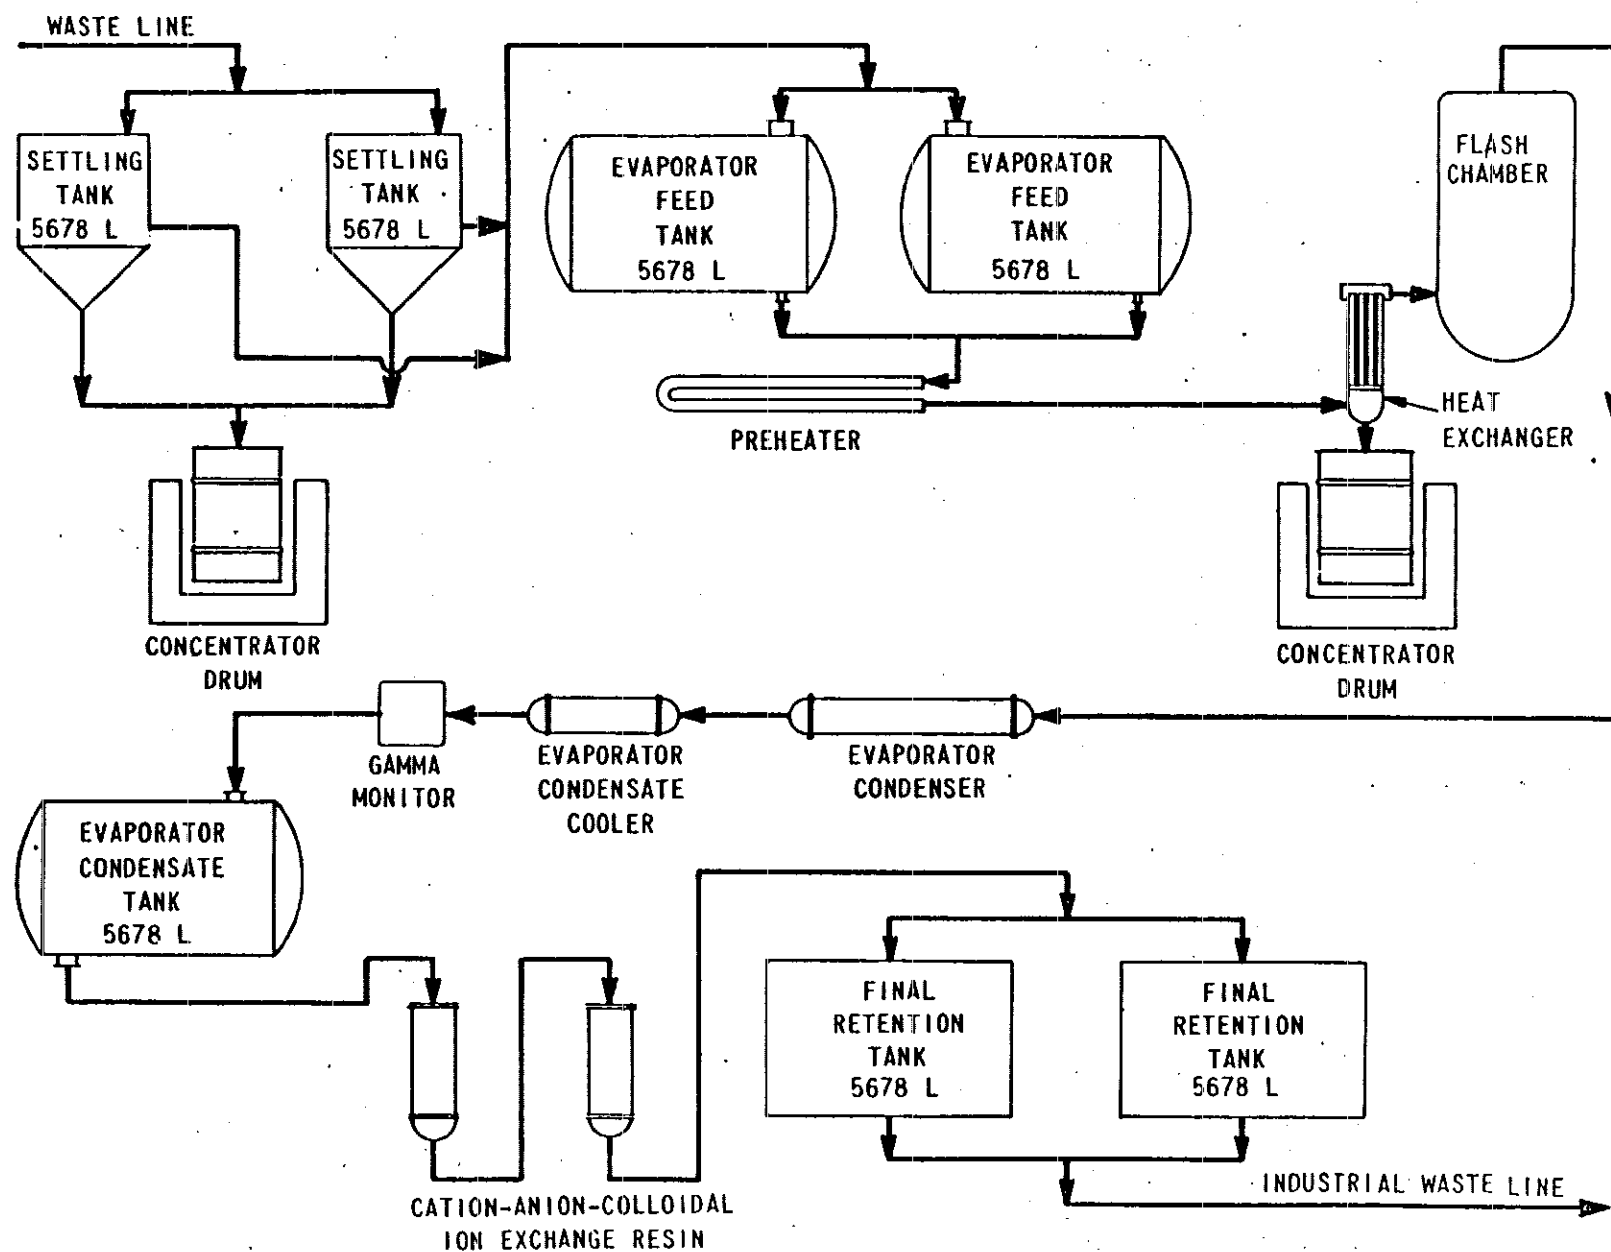 WASTE LINE
SETTLING
TANK
5678 L
SETTLING
TANK
5678 L
EVAPORATOR
FEED
TANK
5678 L
EVAPORATOR
FEED
TANK
5678 L
FLASH
CHAMBER
PREHEATER
HEAT
EXCHANGER
CONCENTRATOR
DRUM
CONCENTRATOR
DRUM
GAMMA
MONITOR
EVAPORATOR
CONDENSATE
COOLER
EVAPORATOR
CONDENSER
EVAPORATOR
CONDENSATE
TANK
5678 L
FINAL
RETENTION
TANK
5678 L
FINAL
RETENTION
TANK
5678 L
CATION-ANION-COLLOIDAL
ION EXCHANGE RESIN
INDUSTRIAL WASTE LINE